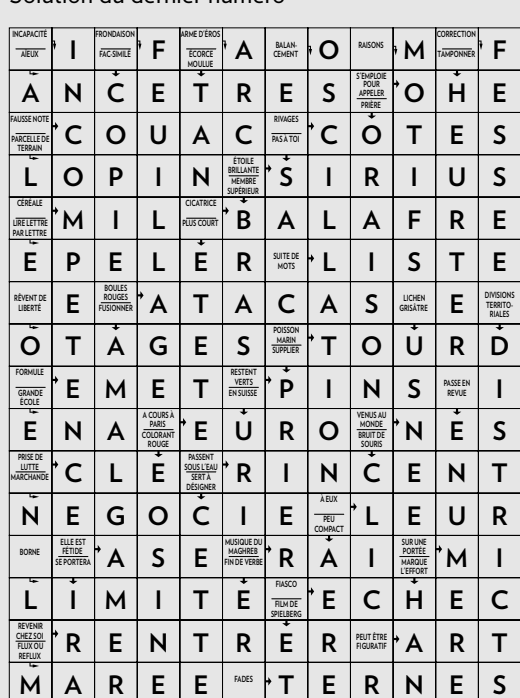 Solution du dernier numéro
INCAPACITÉ AÏEUX I FRONDAISON FAC-SIMILÉ F ARME D'ÉROS ÉCORCE MOULUE A BALAN-CEMENT O RAISONS M CORRECTION TAMPONNER F
A N C E T R E S S'EMPLOIE POUR APPELER PRIÈRE O H E
FAUSSE NOTE PARCELLE DE TERRAIN C O U A C RIVAGES PAS À TOI C O T E S
L O P I N ÉTOILE BRILLANTE MEMBRE SUPÉRIEUR S I R I U S
CÉRÉALE LIRE LETTRE PAR LETTRE M I L CICATRICE PLUS COURT B A L A F R E
E P E L E R SUITE DE MOTS L I S T E
RÊVENT DE LIBERTÉ E BOULES ROUGES FUSIONNER A T A C A S LICHEN GRISÂTRE E DIVISIONS TERRITO-RIALES
O T A G E S POISSON MARIN SUPPLIER T O U R D
FORMULE GRANDE ÉCOLE E M E T RESTENT VERTS EN SUISSE P I N S PASSE EN REVUE I
E N A A COURS À PARIS COLORANT ROUGE E U R O VENUS AU MONDE BRUIT DE SOURIS N E S
PRISE DE LUTTE MARCHANDE C L E PASSENT SOUS L'EAU SERT À DÉSIGNER R I N C E N T
N E G O C I E À EUX PEU COMPACT L E U R
BORNE ELLE EST FÉTIDE SE PORTERA A S E MUSIQUE DU MAGHREB FIN DE VERBE R A I SUR UNE PORTÉE MARQUE L'EFFORT M I
L I M I T E FIASCO FILM DE SPIELBERG E C H E C
REVENIR CHEZ SOI FLUX OU REFLUX R E N T R E R PEUT ÊTRE FIGURATIF A R T
M A R E E FADES T E R N E S